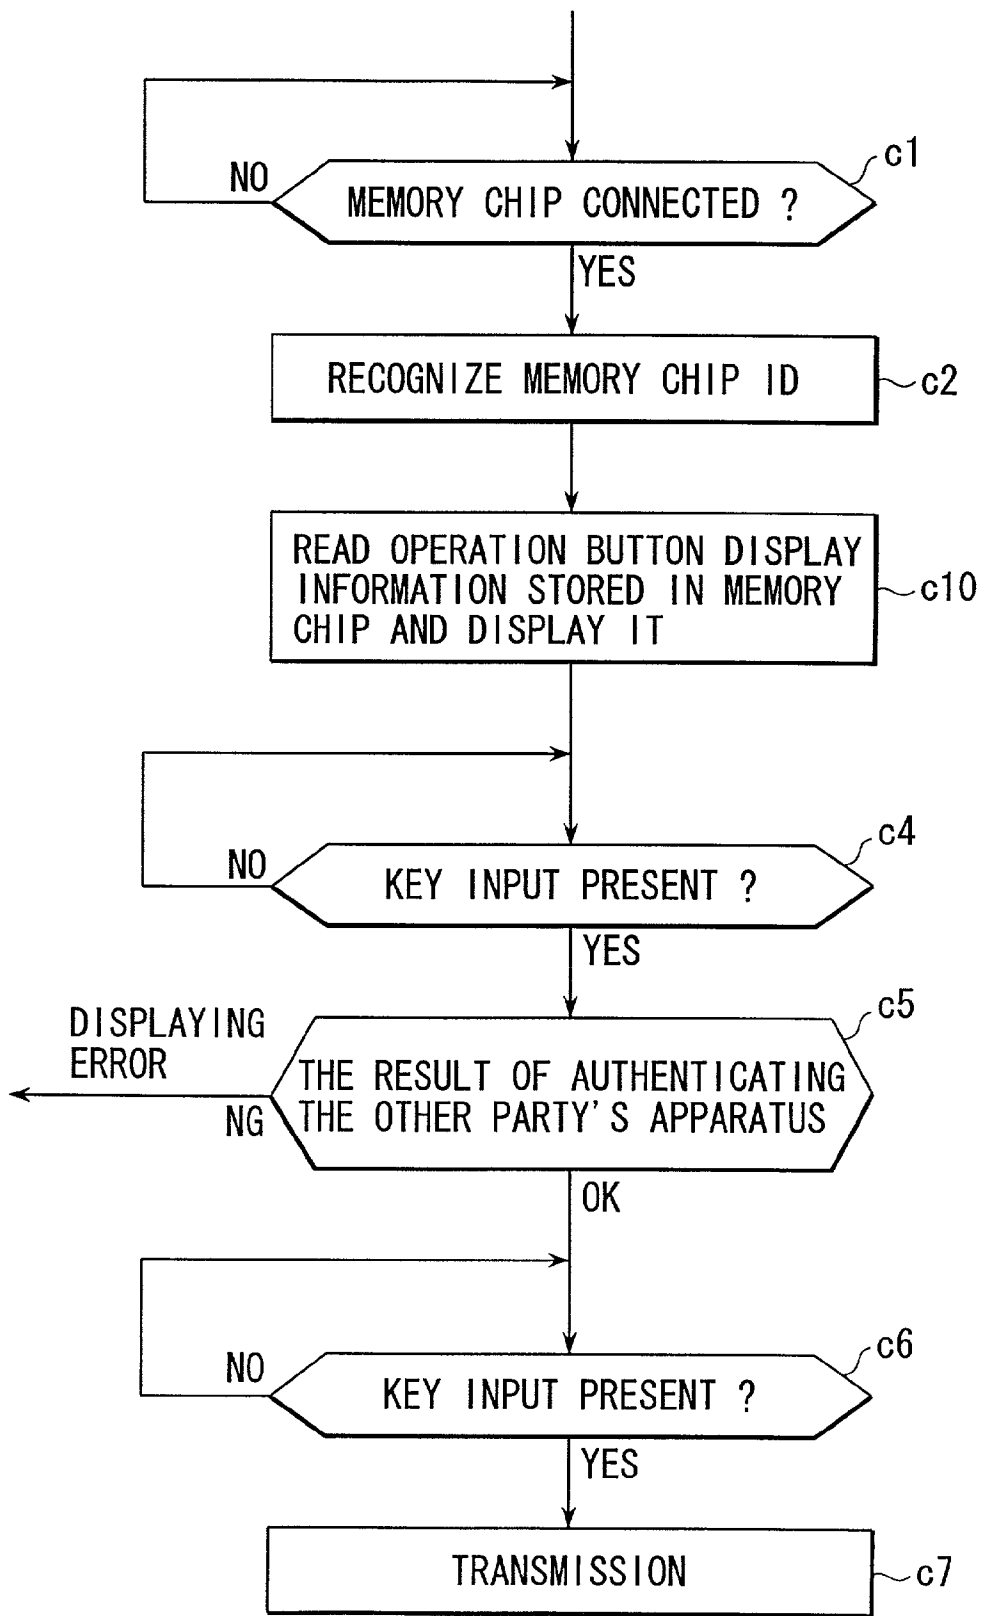 c1
NO
MEMORY CHIP CONNECTED ?
YES
RECOGNIZE MEMORY CHIP ID
c2
READ OPERATION BUTTON DISPLAY
INFORMATION STORED IN MEMORY
CHIP AND DISPLAY IT
c10
c4
NO
KEY INPUT PRESENT ?
YES
c5
DISPLAYING
ERROR
NG
THE RESULT OF AUTHENTICATING
THE OTHER PARTY'S APPARATUS
OK
c6
NO
KEY INPUT PRESENT ?
YES
TRANSMISSION
c7